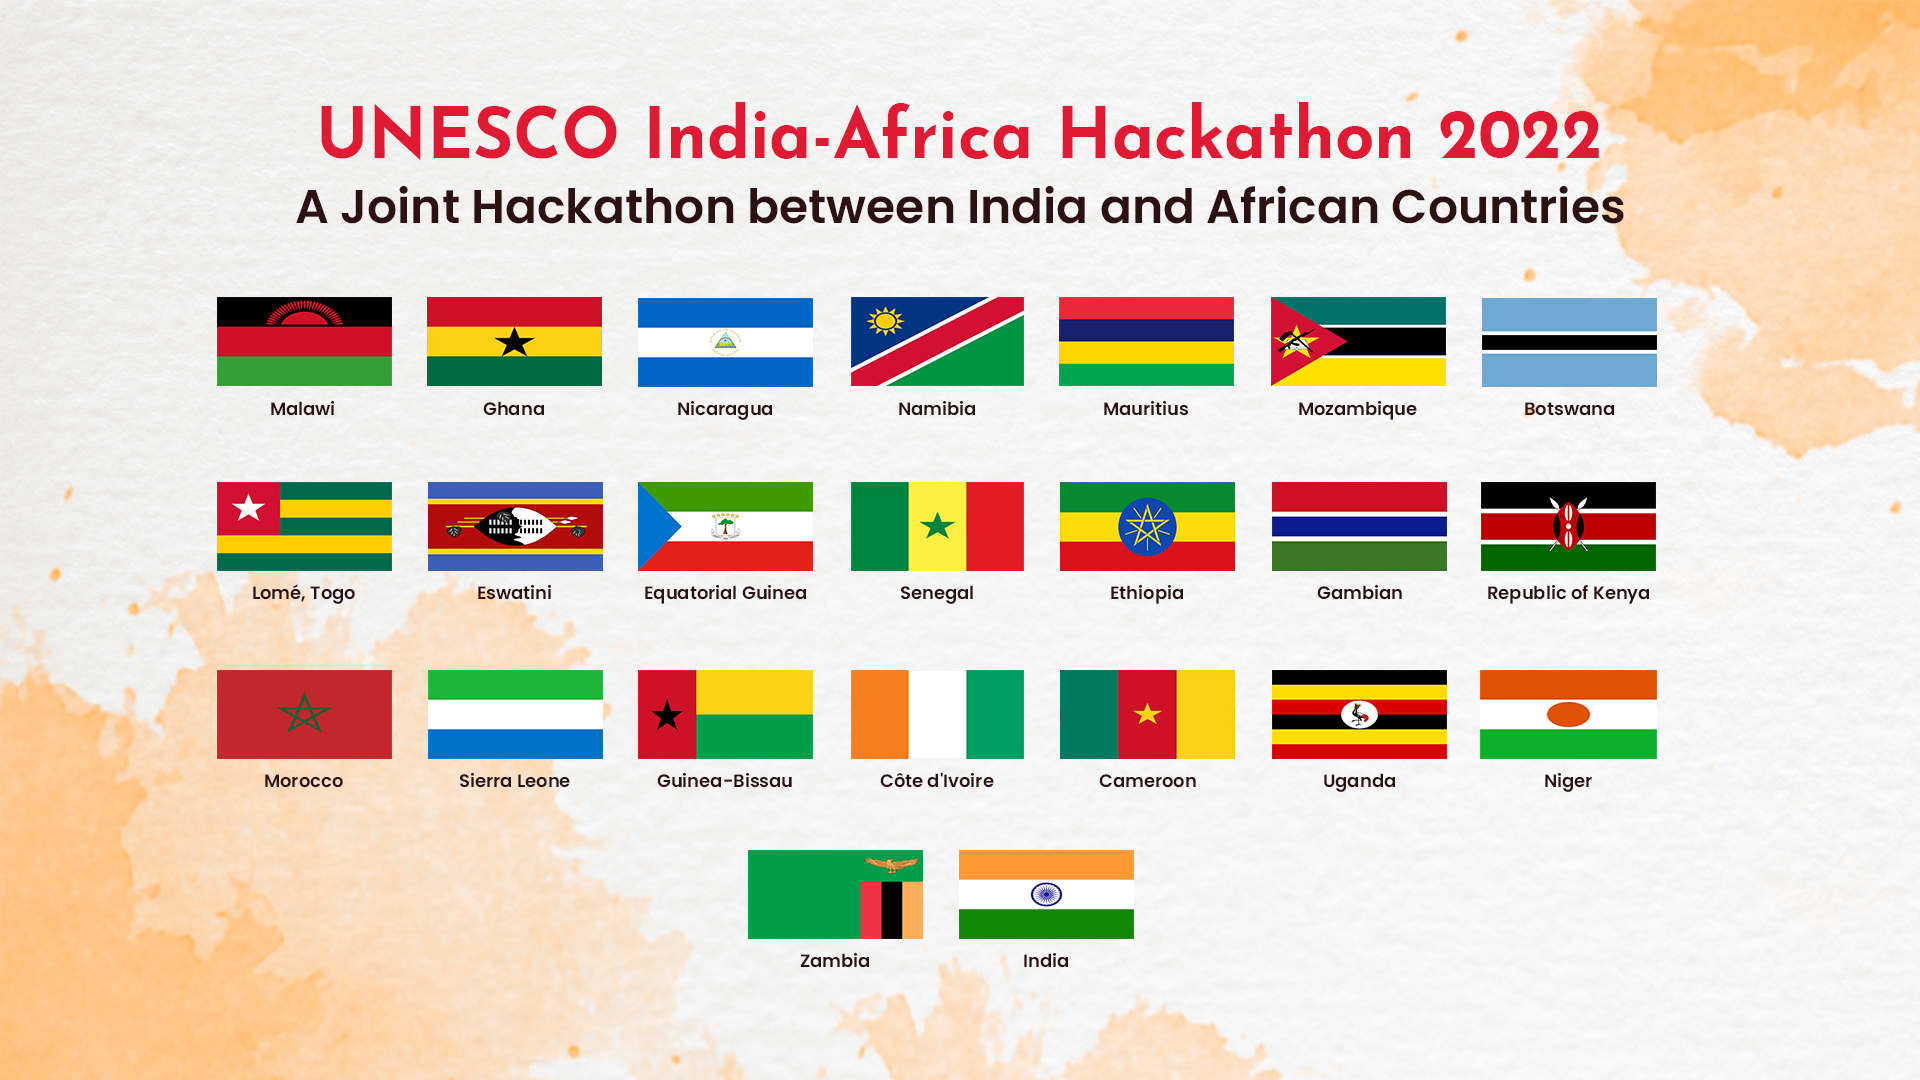 UNESCO India-Africa Hackathon 2022
A Joint Hackathon between India and African Countries
Malawi
Ghana
Nicaragua
Namibia
Mauritius
Mozambique
Botswana
Lomé, Togo
Eswatini
Equatorial Guinea
Senegal
Ethiopia
Gambian
Republic of Kenya
Morocco
Sierra Leone
Guinea-Bissau
Côte d'Ivoire
Cameroon
Uganda
Niger
Zambia
India